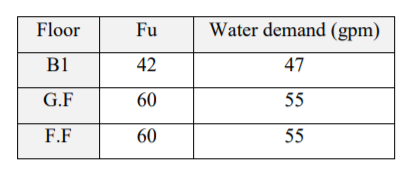 Floor Fu Water demand (gpm)
B1 42 47
G.F 60 55
F.F 60 55